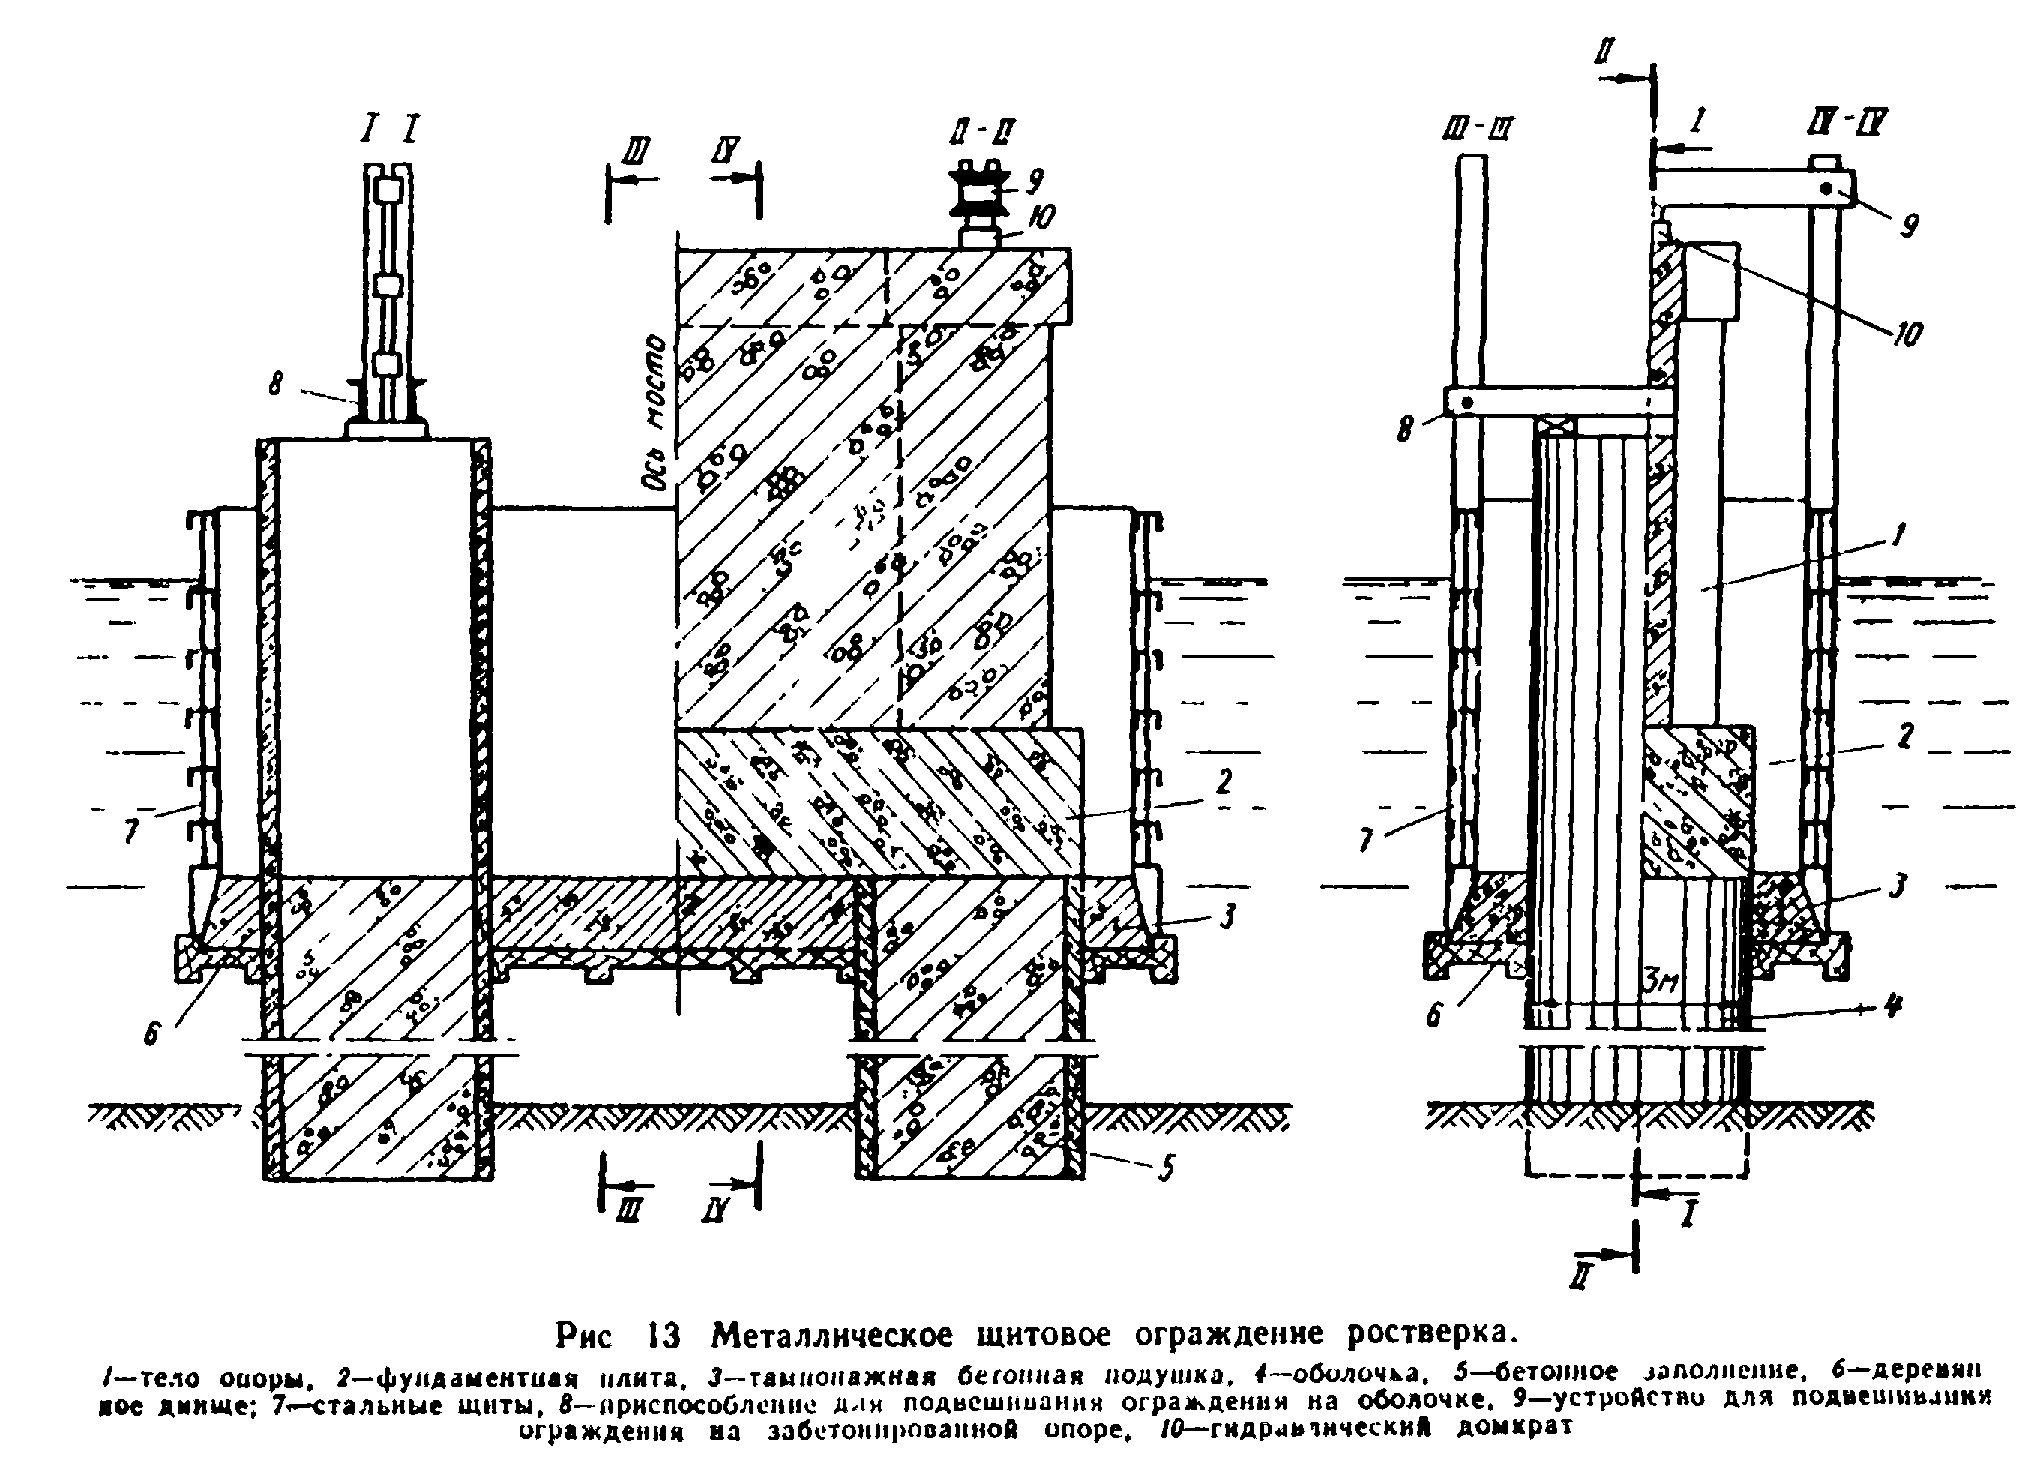 II
I I
III
IV
II-II
III-III
I
IV-IV
9
10
9
8
Ось мосто
10
8
1
2
2
7
7
3
3
6
3м
6
4
5
III
IV
I
II
Рис 13 Металлическое щитовое ограждение ростверка.
1—тело опоры, 2—фундаментная плита, 3—тампонажная бетонная подушка, 4—оболочка, 5—бетонное заполнение, 6—деревян
ное днище; 7—стальные щиты, 8—приспособление для подвешивания ограждения на оболочке, 9—устройство для подвешивания
ограждения на забетонированной опоре, 10—гидравлический домкрат